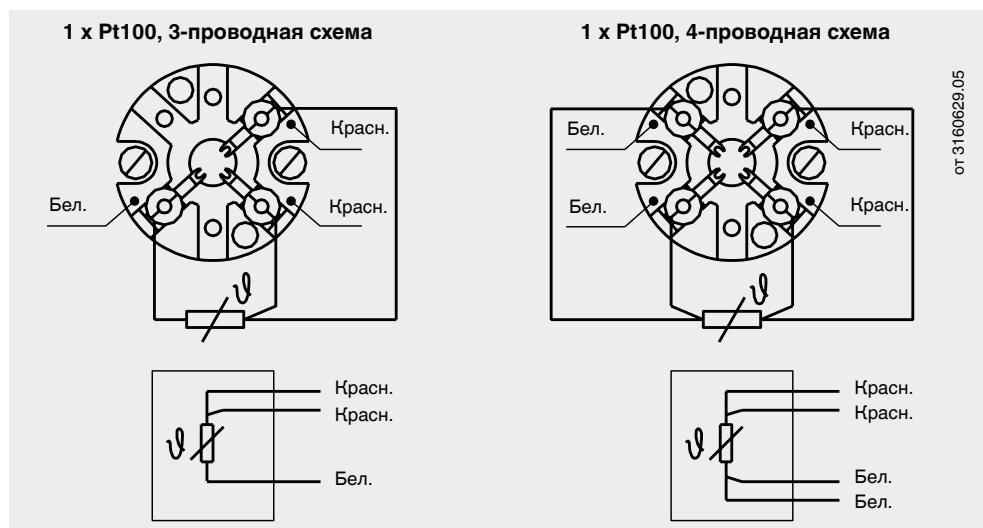 1 x Pt100, 3-проводная схема
Красн.
Бел.
Красн.
ϑ
Красн.
Красн.
ϑ
Бел.
1 x Pt100, 4-проводная схема
Бел.
Красн.
Бел.
Красн.
ϑ
Красн.
Красн.
ϑ
Бел.
Бел.
от 3160629.05